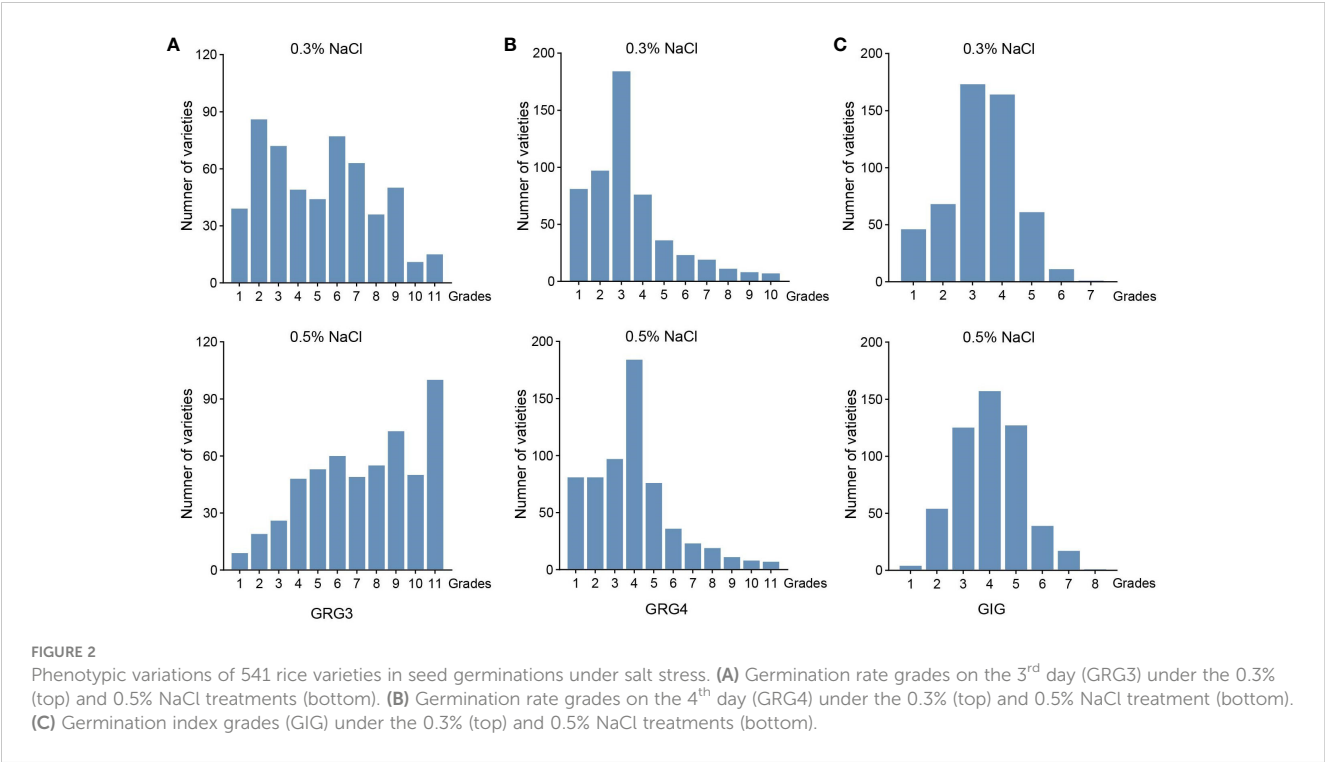 A
0.3% NaCl
Numner of varieties
120
90
60
30
0
1 2 3 4 5 6 7 8 9 10 11 Grades
B
0.3% NaCl
Numner of vatieties
200
150
100
50
0
1 2 3 4 5 6 7 8 9 10 Grades
C
0.3% NaCl
Numner of vatieties
200
150
100
50
0
1 2 3 4 5 6 7 Grades
0.5% NaCl
Numner of varieties
120
90
60
30
0
1 2 3 4 5 6 7 8 9 10 11 Grades
GRG3
0.5% NaCl
Numner of vatieties
200
150
100
50
0
1 2 3 4 5 6 7 8 9 10 11 Grades
GRG4
0.5% NaCl
Numner of vatieties
200
150
100
50
0
1 2 3 4 5 6 7 8 Grades
GIG
FIGURE 2
Phenotypic variations of 541 rice varieties in seed germinations under salt stress. (A) Germination rate grades on the 3rd day (GRG3) under the 0.3%
(top) and 0.5% NaCl treatments (bottom). (B) Germination rate grades on the 4th day (GRG4) under the 0.3% (top) and 0.5% NaCl treatment (bottom).
(C) Germination index grades (GIG) under the 0.3% (top) and 0.5% NaCl treatments (bottom).